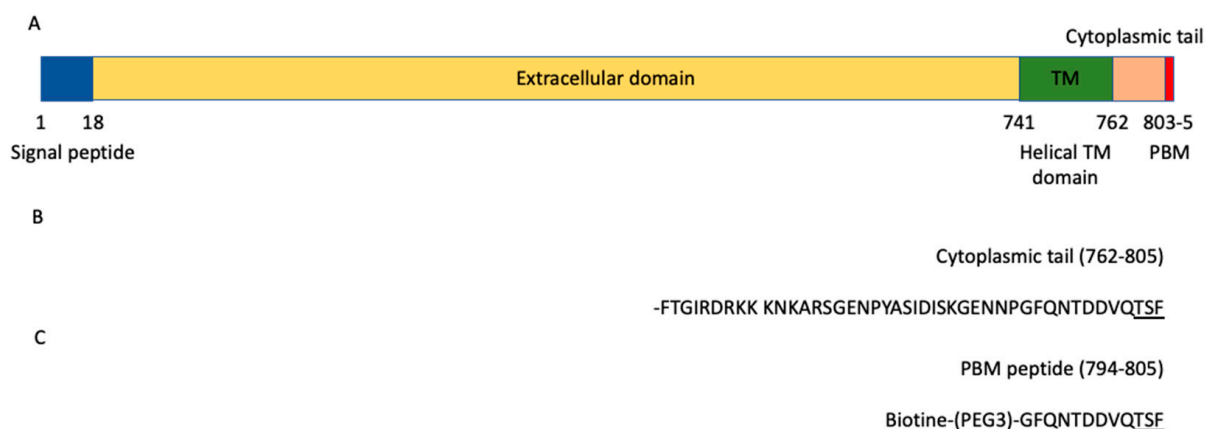 A
Cytoplasmic tail
Extracellular domain
TM
1 18 741 762 803-5
Signal peptide Helical TM PBM
domain
B
Cytoplasmic tail (762-805)
-FTGIRDRKK KNKARSGENPYASIDISKGENNPGFQNTDDVQTSF
C
PBM peptide (794-805)
Biotine-(PEG3)-GFQNTDDVQTSF